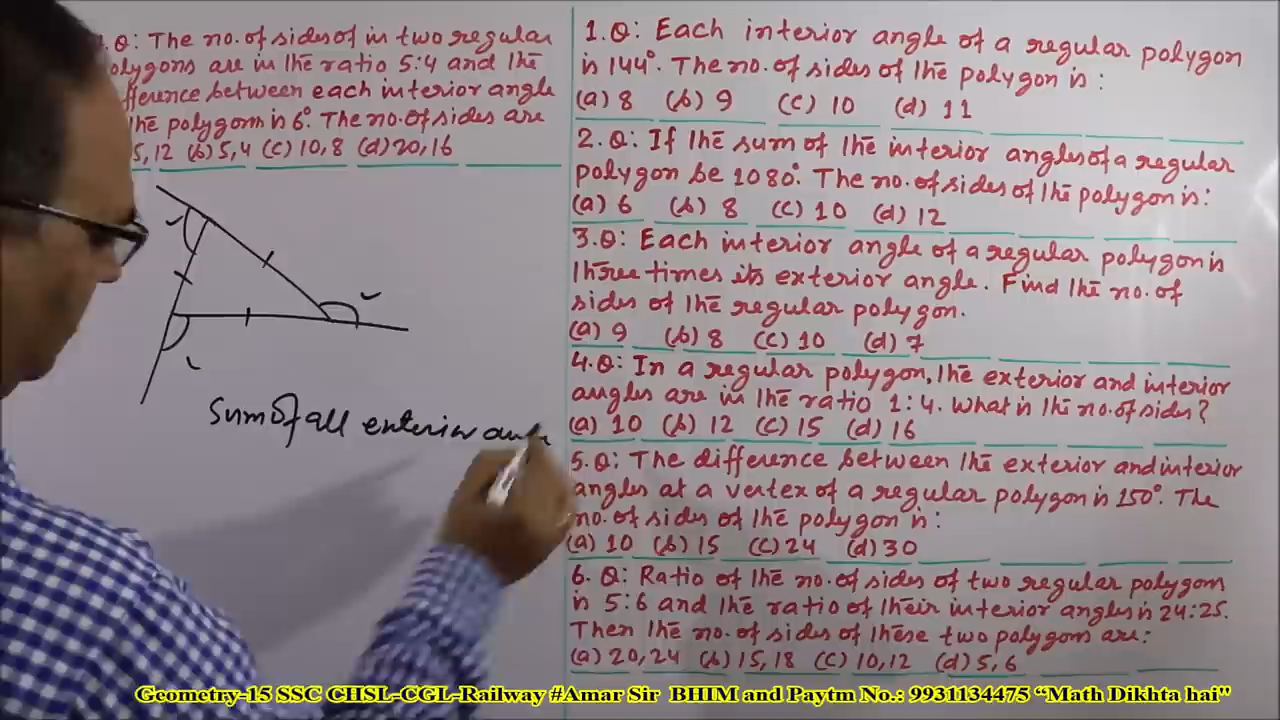 Q: The no. of sides of in two regular
polygons are in the ratio 5:4 and the
difference between each interior angle
the polygons is 6°. The no. of sides are
5, 12 (b) 5, 4 (c) 10, 8 (d) 20, 16
Sum of all exterior angle
1.Q: Each interior angle of a regular polygon
is 144°. The no. of sides of the polygon is:
(a) 8 (b) 9 (c) 10 (d) 11
2.Q: If the sum of the interior angles of a regular
polygon be 1080°. The no. of sides of the polygon is:
(a) 6 (b) 8 (c) 10 (d) 12
3.Q: Each interior angle of a regular polygon is
three times its exterior angle. Find the no. of
sides of the regular polygon.
(a) 9 (b) 8 (c) 10 (d) 7
4.Q: In a regular polygon, the exterior and interior
angles are in the ratio 1:4. What is the no. of sides?
(a) 10 (b) 12 (c) 15 (d) 16
5.Q: The difference between the exterior and interior
angles at a vertex of a regular polygon is 150°. The
no. of sides of the polygon is:
(a) 10 (b) 15 (c) 24 (d) 30
6. Q: Ratio of the no. of sides of two regular polygons
is 5:6 and the ratio of their interior angles is 24:25.
Then the no. of sides of these two polygons are:
(a) 20, 24 (b) 15, 18 (c) 10, 12 (d) 5, 6
Geometry-15 SSC CHSL-CGL-Railway #Amar Sir BHIM and Paytm No.: 9931134475 “Math Dikhta hai"